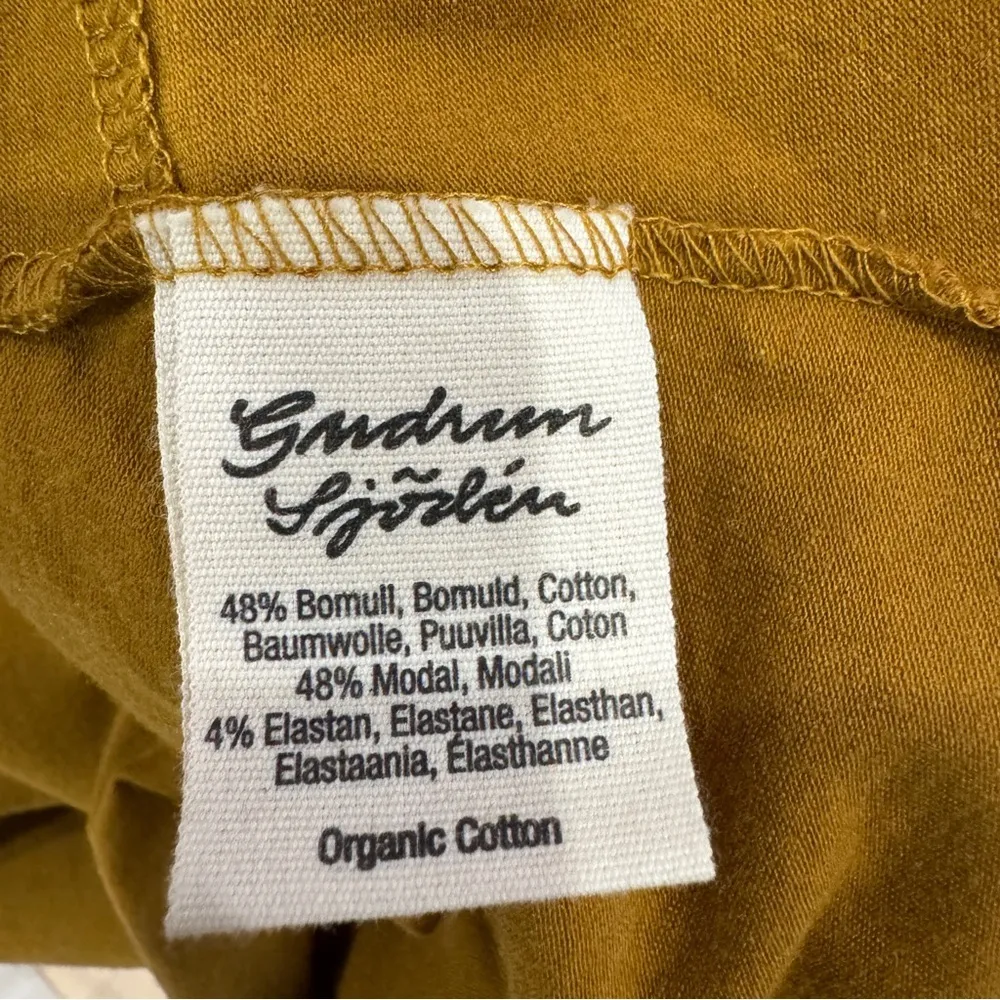 Gudrun
Sjödén
48% Bomull, Bomuld, Cotton,
Baumwolle, Puuvilla, Coton
48% Modal, Modali
4% Elastan, Elastane, Elasthan,
Elastaania, Élasthanne
Organic Cotton